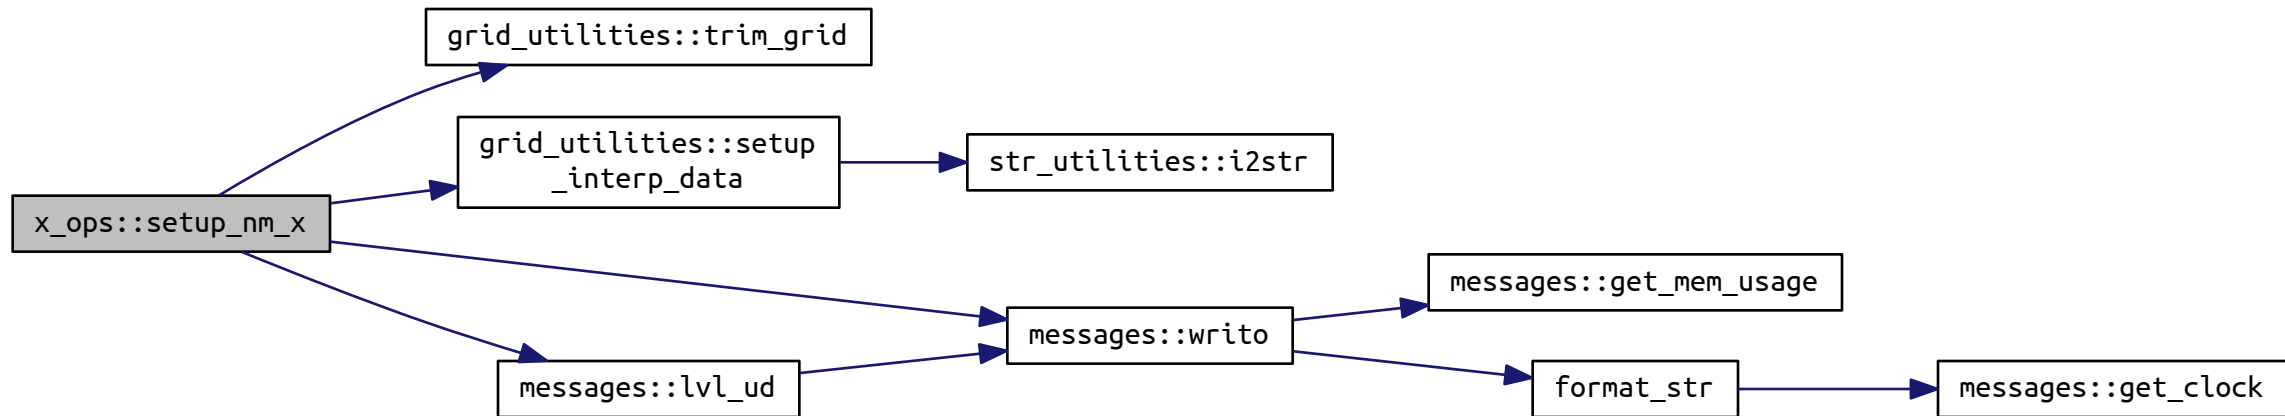 grid_utilities::trim_grid
grid_utilities::setup
_interp_data
str_utilities::i2str
x_ops::setup_nm_x
messages::get_mem_usage
messages::writo
messages::lvl_ud
format_str
messages::get_clock